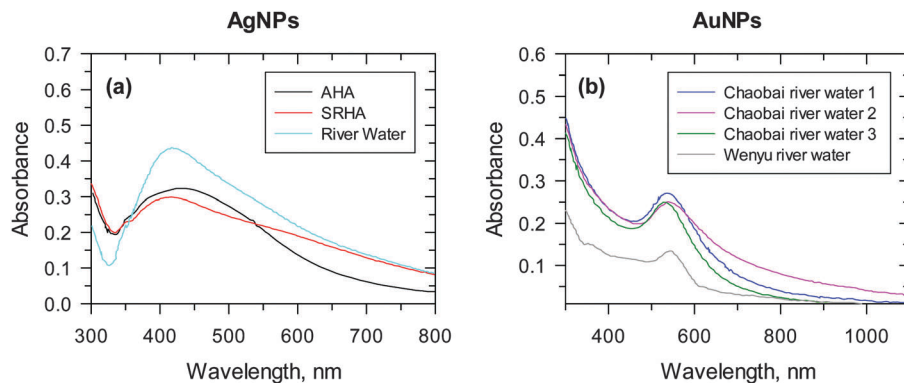 AgNPs
0.7
0.6
0.5
0.4
0.3
0.2
0.1
0.0
Absorbance
(a)
AHA
SRHA
River Water
300 400 500 600 700 800
Wavelength, nm
AuNPs
0.6
0.5
0.4
0.3
0.2
0.1
Absorbance
(b)
Chaobai river water 1
Chaobai river water 2
Chaobai river water 3
Wenyu river water
400 600 800 1000
Wavelength, nm